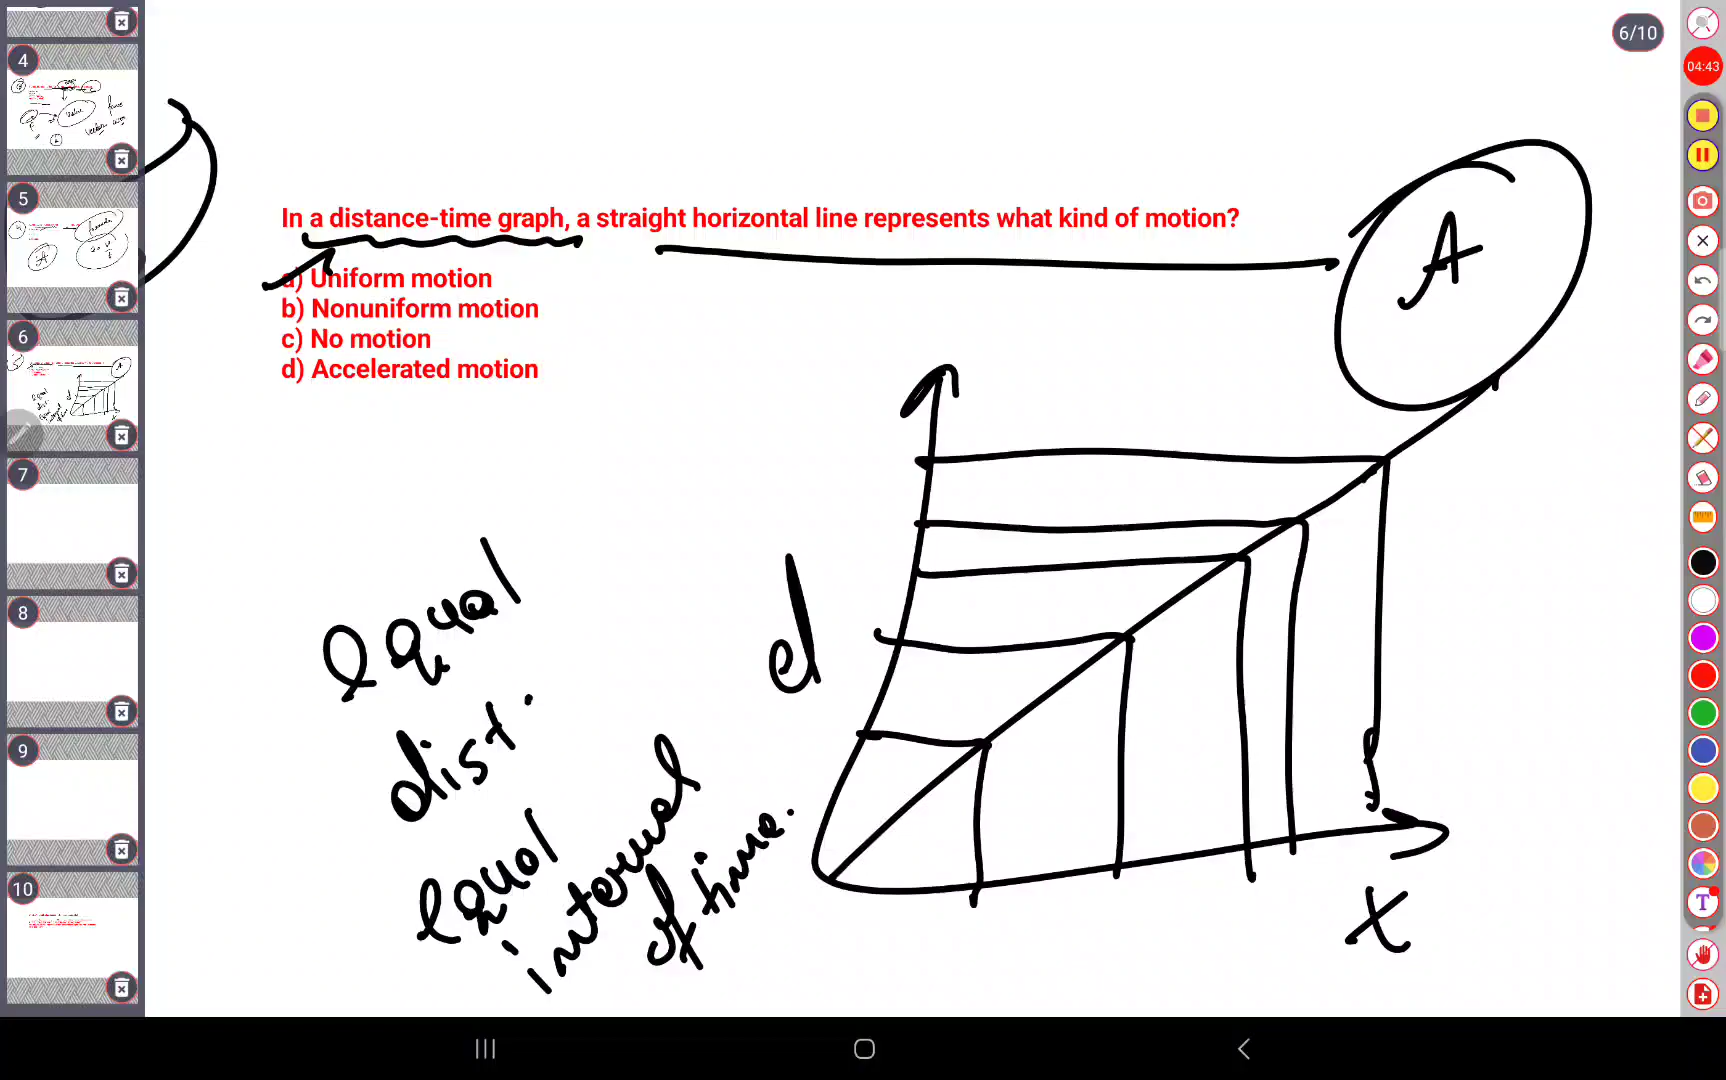 4
5
6
7
8
9
10
6/10
04:43
In a distance-time graph, a straight horizontal line represents what kind of motion?
a) Uniform motion
b) Nonuniform motion
c) No motion
d) Accelerated motion
A
d
equal
dist.
equal
interval
of time.
t
T